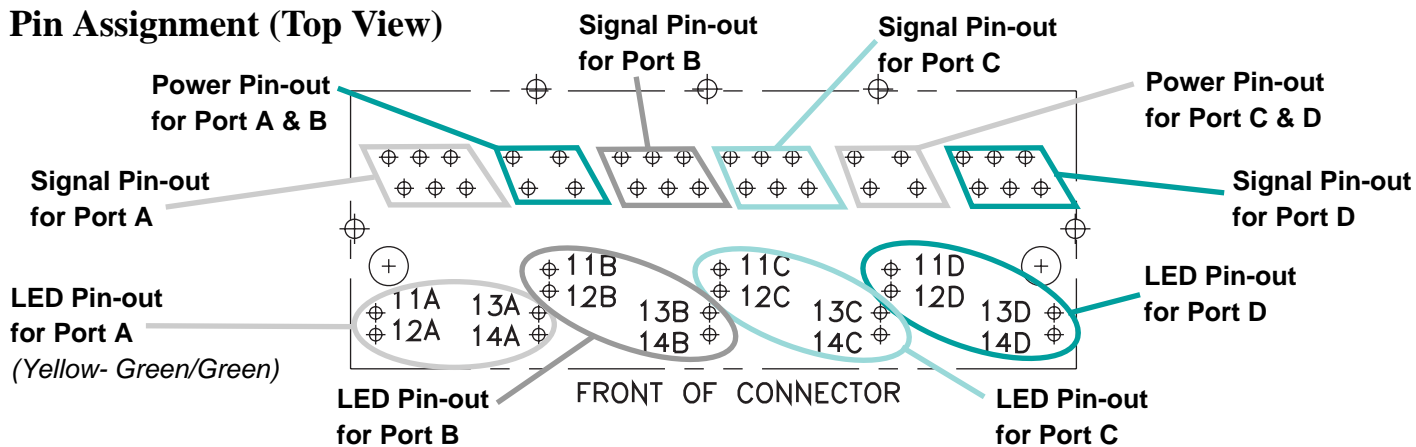 Pin Assignment (Top View)
Signal Pin-out
for Port B
Signal Pin-out
for Port C
Power Pin-out
for Port A & B
Power Pin-out
for Port C & D
Signal Pin-out
for Port A
Signal Pin-out
for Port D
LED Pin-out
for Port A
(Yellow- Green/Green)
11A
12A
13A
14A
11B
12B
13B
14B
11C
12C
13C
14C
11D
12D
13D
14D
LED Pin-out
for Port D
FRONT OF CONNECTOR
LED Pin-out
for Port B
LED Pin-out
for Port C